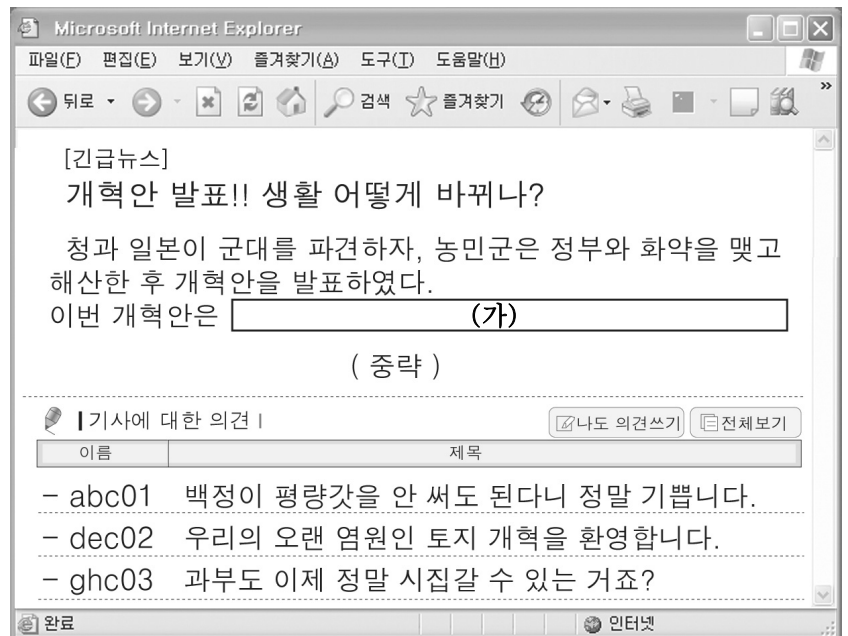 Microsoft Internet Explorer
파일(F) 편집(E) 보기(V) 즐겨찾기(A) 도구(T) 도움말(H)
뒤로 검색 즐겨찾기 »
[긴급뉴스]
개혁안 발표!! 생활 어떻게 바뀌나?
청과 일본이 군대를 파견하자, 농민군은 정부와 화약을 맺고
해산한 후 개혁안을 발표하였다.
이번 개혁안은 (가)
( 중략 )
기사에 대한 의견 나도 의견쓰기 전체보기
이름 제목
- abc01 백정이 평량갓을 안 써도 된다니 정말 기쁩니다.
- dec02 우리의 오랜 염원인 토지 개혁을 환영합니다.
- ghc03 과부도 이제 정말 시집갈 수 있는 거죠?
완료 인터넷